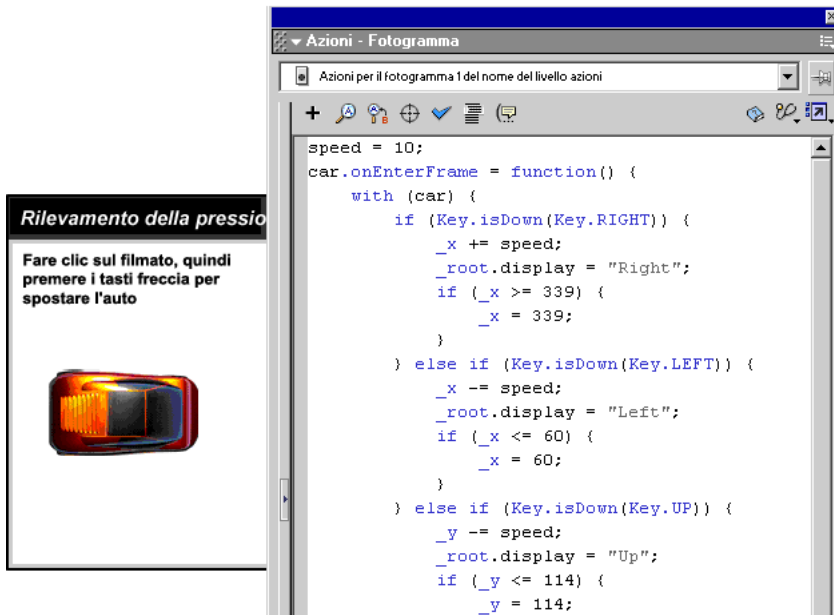 Azioni - Fotogramma
Azioni per il fotogramma 1 del nome del livello azioni
speed = 10;
car.onEnterFrame = function() {
with (car) {
if (Key.isDown(Key.RIGHT)) {
_x += speed;
_root.display = "Right";
if (_x >= 339) {
_x = 339;
}
} else if (Key.isDown(Key.LEFT)) {
_x -= speed;
_root.display = "Left";
if (_x <= 60) {
_x = 60;
}
} else if (Key.isDown(Key.UP)) {
_y -= speed;
_root.display = "Up";
if (_y <= 114) {
_y = 114;
Rilevamento della pressio
Fare clic sul filmato, quindi
premere i tasti freccia per
spostare l'auto